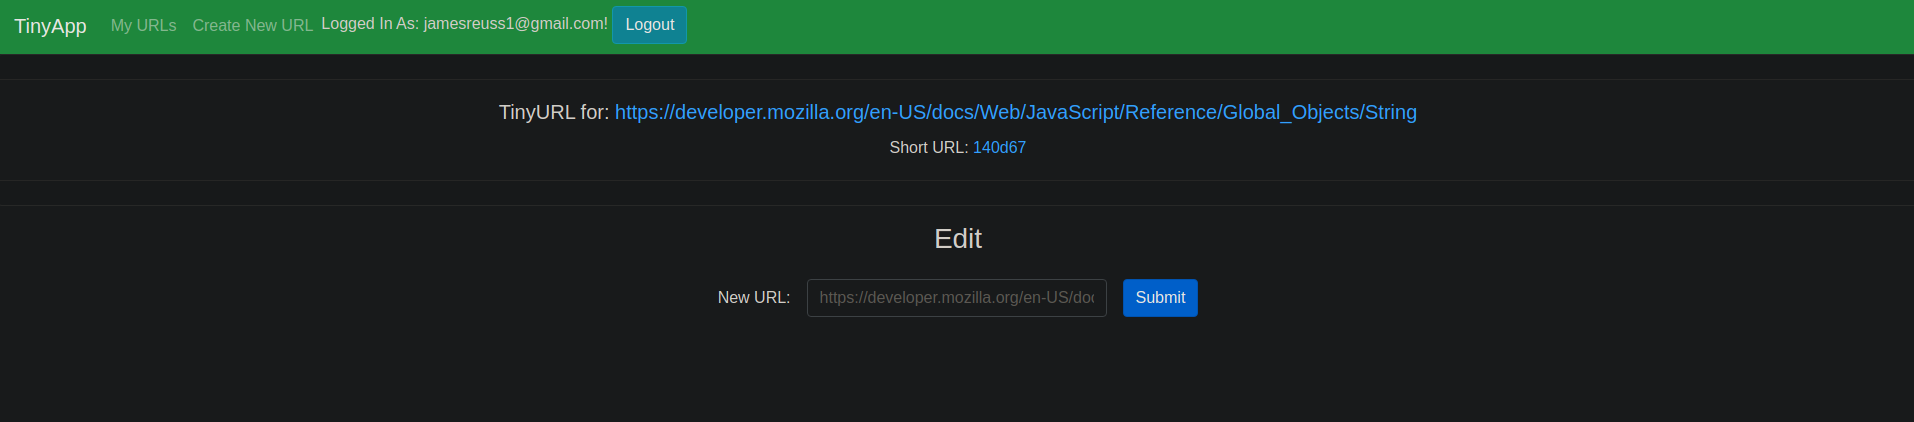 TinyApp My URLs Create New URL Logged In As: jamesreuss1@gmail.com! Logout
TinyURL for: https://developer.mozilla.org/en-US/docs/Web/JavaScript/Reference/Global_Objects/String
Short URL: 140d67
Edit
New URL: https://developer.mozilla.org/en-US/doc Submit